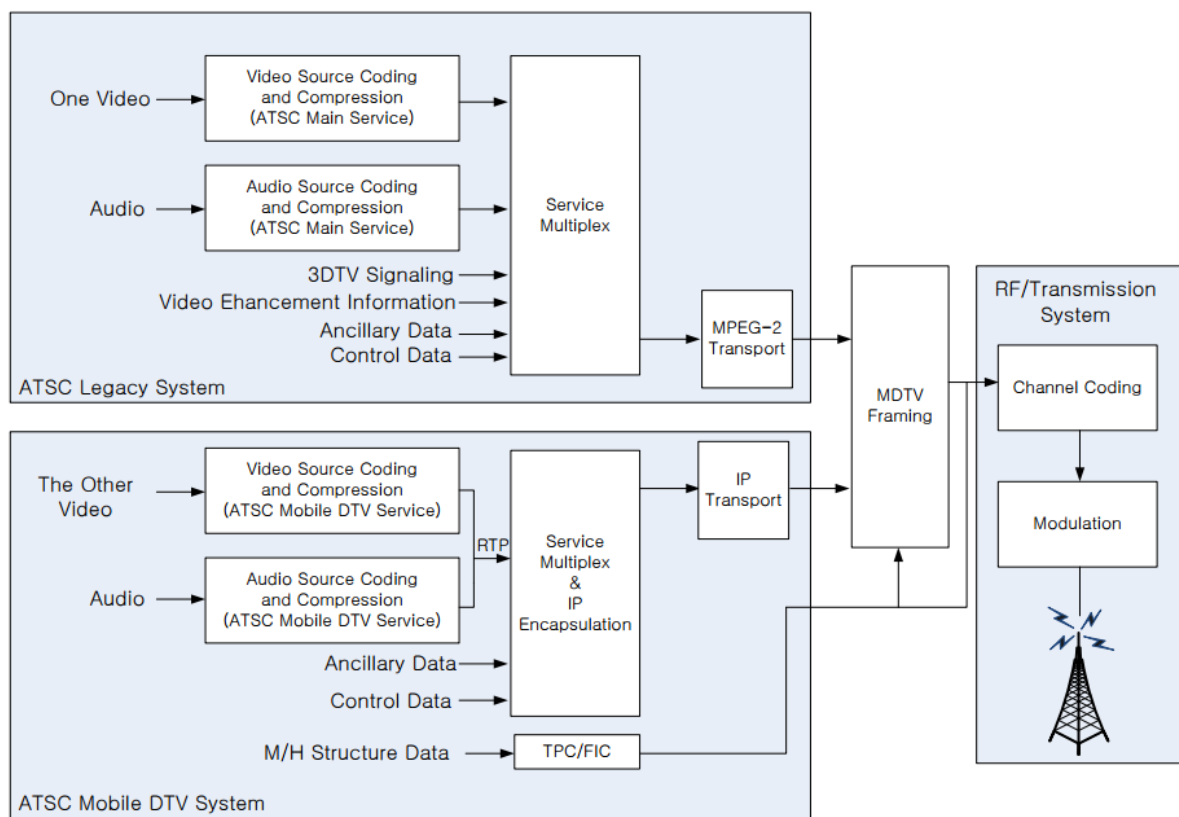 One Video
Video Source Coding
and Compression
(ATSC Main Service)
Audio
Audio Source Coding
and Compression
(ATSC Main Service)
3DTV Signaling
Video Ehancement Information
Ancillary Data
Control Data
Service
Multiplex
MPEG-2
Transport
ATSC Legacy System
The Other
Video
Video Source Coding
and Compression
(ATSC Mobile DTV Service)
Audio
Audio Source Coding
and Compression
(ATSC Mobile DTV Service)
RTP
Ancillary Data
Control Data
Service
Multiplex
&
IP
Encapsulation
IP
Transport
M/H Structure Data
TPC/FIC
ATSC Mobile DTV System
MDTV
Framing
RF/Transmission
System
Channel Coding
Modulation